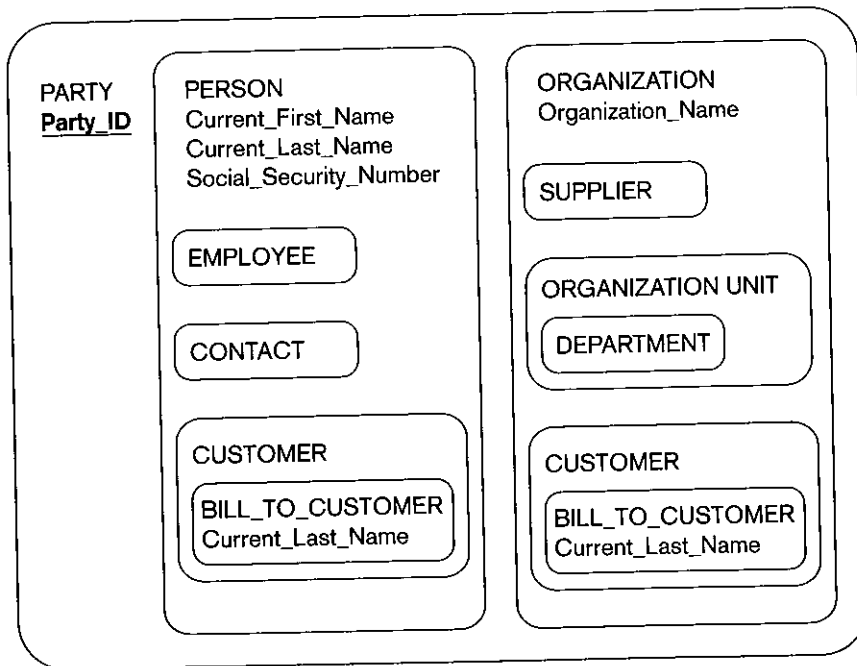 PARTY
Party_ID
PERSON
Current_First_Name
Current_Last_Name
Social_Security_Number
EMPLOYEE
CONTACT
CUSTOMER
BILL_TO_CUSTOMER
Current_Last_Name
ORGANIZATION
Organization_Name
SUPPLIER
ORGANIZATION UNIT
DEPARTMENT
CUSTOMER
BILL_TO_CUSTOMER
Current_Last_Name